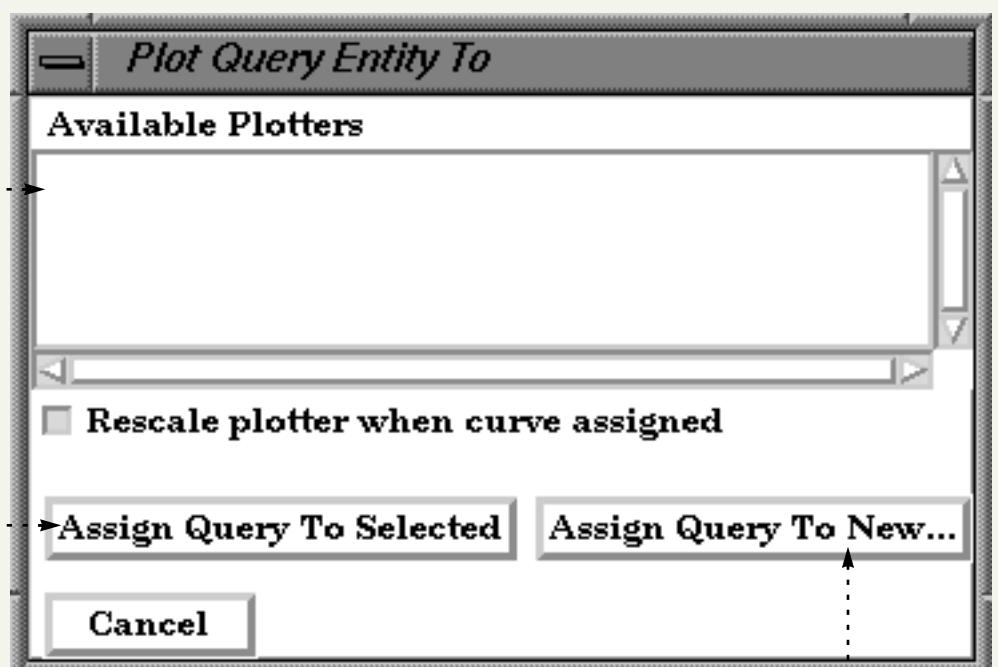 Plot Query Entity To
Available Plotters
Rescale plotter when curve assigned
Assign Query To Selected
Assign Query To New...
Cancel